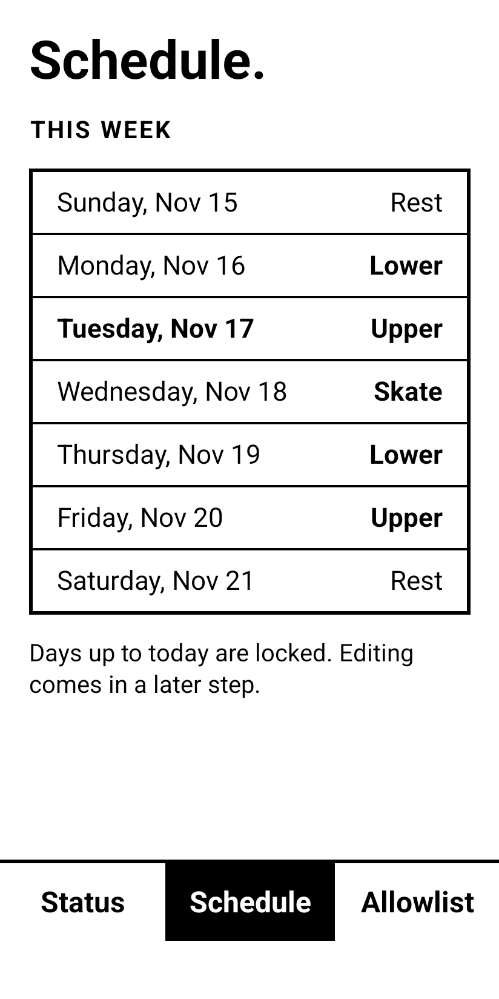 Schedule.
THIS WEEK
Sunday, Nov 15 Rest
Monday, Nov 16 Lower
Tuesday, Nov 17 Upper
Wednesday, Nov 18 Skate
Thursday, Nov 19 Lower
Friday, Nov 20 Upper
Saturday, Nov 21 Rest
Days up to today are locked. Editing
comes in a later step.
Status Schedule Allowlist